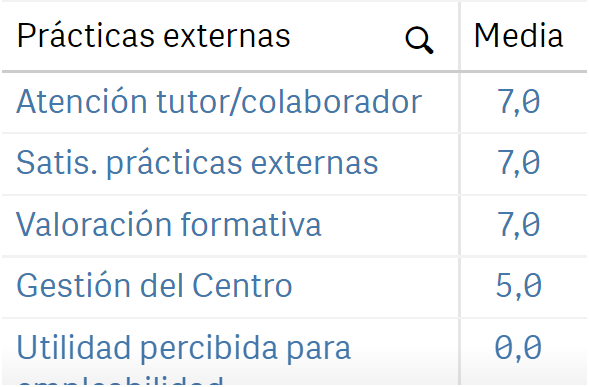 Prácticas externas Media
Atención tutor/colaborador 7,0
Satis. prácticas externas 7,0
Valoración formativa 7,0
Gestión del Centro 5,0
Utilidad percibida para 0,0
empleabilidad